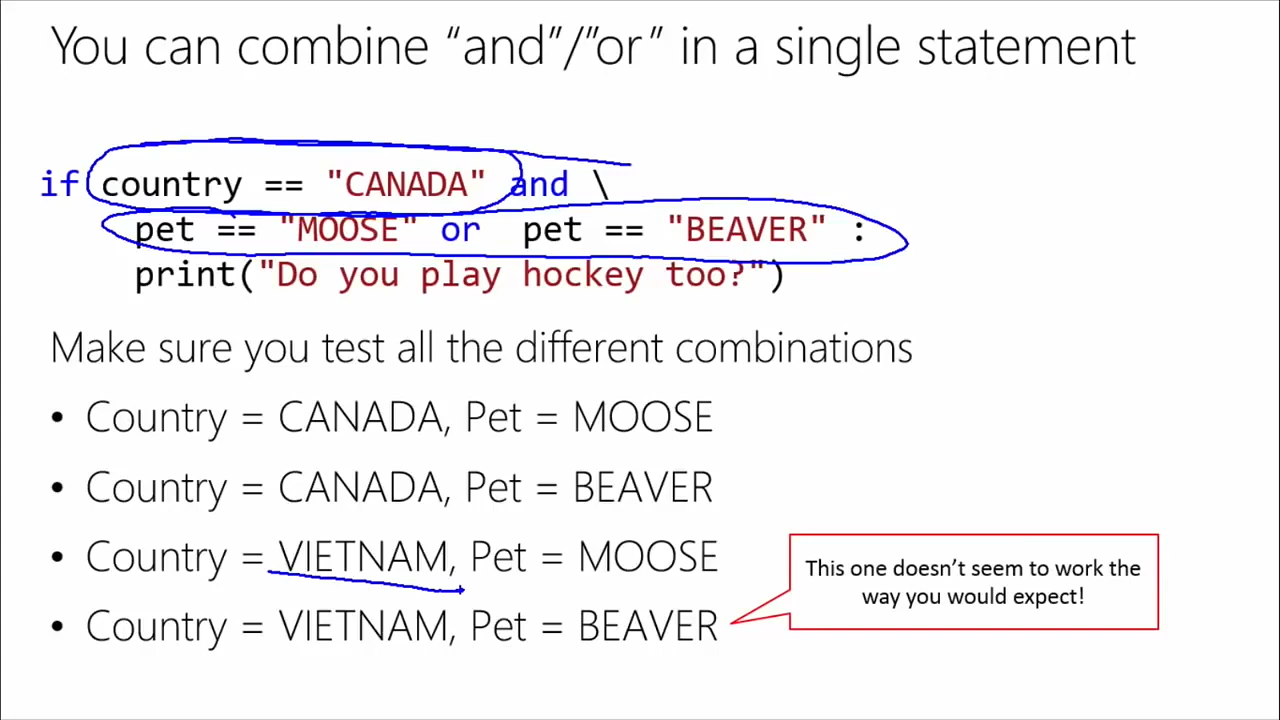 You can combine “and”/”or” in a single statement
if country == "CANADA" and \
pet == "MOOSE" or pet == "BEAVER" :
print("Do you play hockey too?")
Make sure you test all the different combinations
• Country = CANADA, Pet = MOOSE
• Country = CANADA, Pet = BEAVER
• Country = VIETNAM, Pet = MOOSE
• Country = VIETNAM, Pet = BEAVER
This one doesn’t seem to work the
way you would expect!